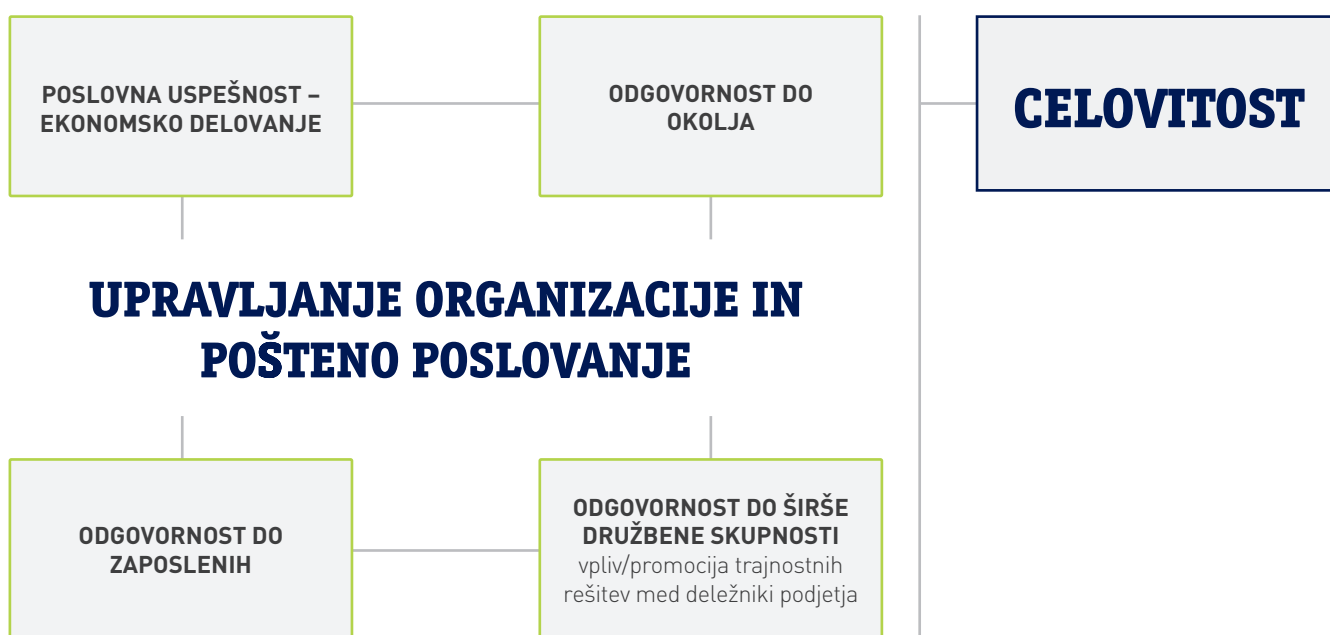 POSLOVNA USPEŠNOST –
EKONOMSKO DELOVANJE
ODGOVORNOST DO
OKOLJA
CELOVITOST
UPRAVLJANJE ORGANIZACIJE IN
POŠTENO POSLOVANJE
ODGOVORNOST DO
ZAPOSLENIH
ODGOVORNOST DO ŠIRŠE
DRUŽBENE SKUPNOSTI
vpliv/promocija trajnostnih
rešitev med deležniki podjetja